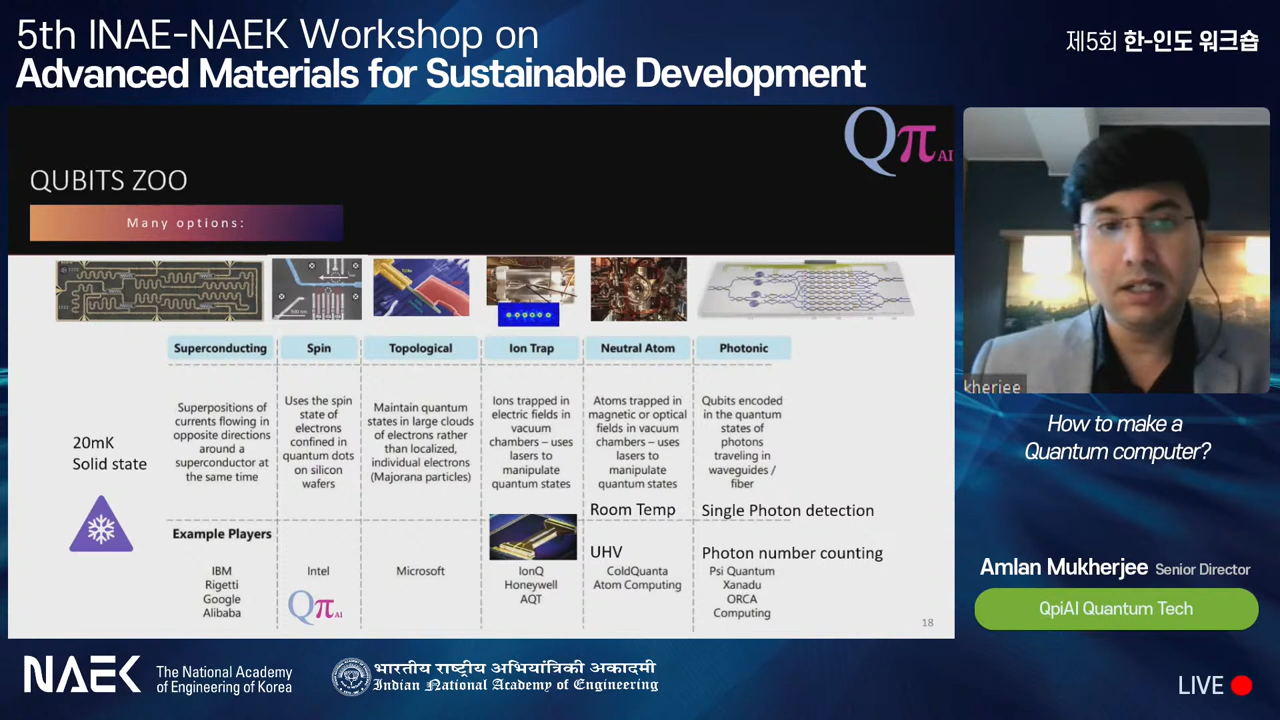 5th INAE-NAEK Workshop on
Advanced Materials for Sustainable Development
제5회 한-인도 워크숍
QπAI
QUBITS ZOO
Many options:
Superconducting
Spin
Topological
Ion Trap
Neutral Atom
Photonic
20mK
Solid state
Superpositions of
currents flowing in
opposite directions
around a
superconductor at
the same time
Uses the spin
state of
electrons
confined in
quantum dots
on silicon
wafers
Maintain quantum
states in large clouds
of electrons rather
than localized,
individual electrons
(Majorana particles)
Ions trapped in
electric fields in
vacuum
chambers – uses
lasers to
manipulate
quantum states
Atoms trapped in
magnetic or optical
fields in vacuum
chambers – uses
lasers to
manipulate
quantum states
Qubits encoded
in the quantum
states of
photons
traveling in
waveguides /
fiber
Room Temp
UHV
Single Photon detection
Photon number counting
Example Players
IBM
Rigetti
Google
Alibaba
Intel
QπAI
Microsoft
IonQ
Honeywell
AQT
ColdQuanta
Atom Computing
Psi Quantum
Xanadu
ORCA
Computing
18
kherjee
How to make a
Quantum computer?
Amlan Mukherjee Senior Director
QpiAI Quantum Tech
NAEK
The National Academy
of Engineering of Korea
भारतीय राष्ट्रीय अभियांत्रिकी अकादमी
Indian National Academy of Engineering
LIVE